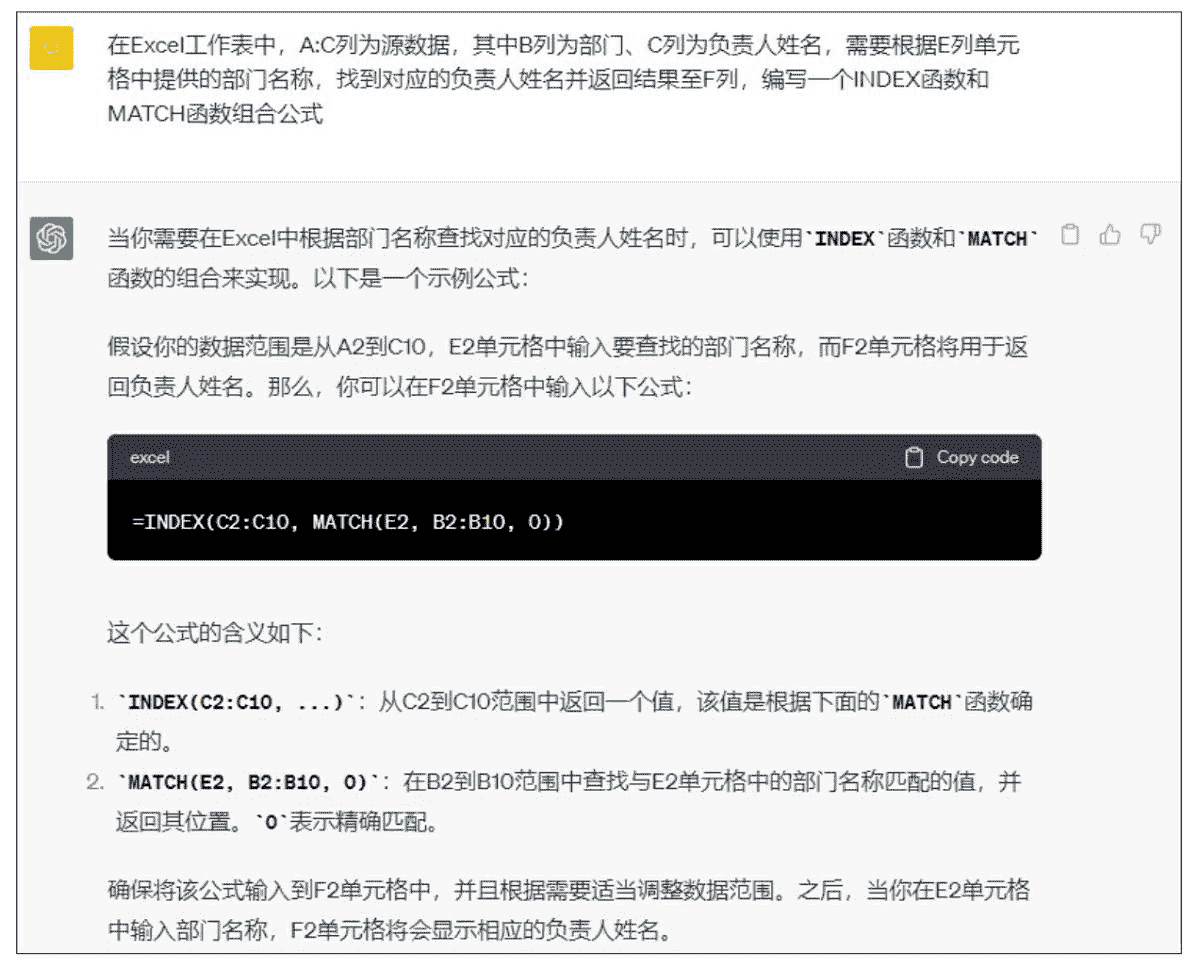 在Excel工作表中，A:C列为源数据，其中B列为部门、C列为负责人姓名，需要根据E列单元
格中提供的部门名称，找到对应的负责人姓名并返回结果至F列，编写一个INDEX函数和
MATCH函数组合公式
当你需要在Excel中根据部门名称查找对应的负责人姓名时，可以使用`INDEX`函数和`MATCH`
函数的组合来实现。以下是一个示例公式：
假设你的数据范围是从A2到C10，E2单元格中输入要查找的部门名称，而F2单元格将用于返
回负责人姓名。那么，你可以在F2单元格中输入以下公式：
excel Copy code
=INDEX(C2:C10, MATCH(E2, B2:B10, 0))
这个公式的含义如下：
1. `INDEX(C2:C10, ...)`：从C2到C10范围中返回一个值，该值是根据下面的`MATCH`函数确
定的。
2. `MATCH(E2, B2:B10, 0)`：在B2到B10范围中查找与E2单元格中的部门名称匹配的值，并
返回其位置。`0`表示精确匹配。
确保将该公式输入到F2单元格中，并且根据需要适当调整数据范围。之后，当你在E2单元格
中输入部门名称，F2单元格将会显示相应的负责人姓名。